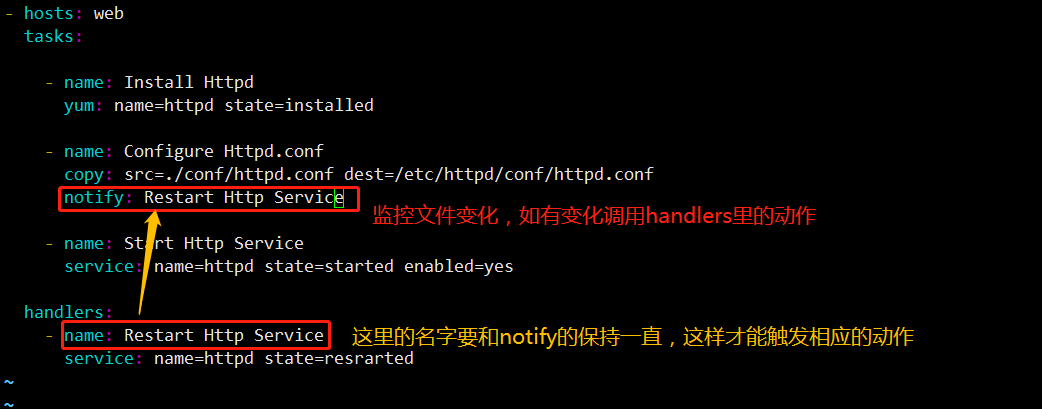 - hosts: web
tasks:
- name: Install Httpd
yum: name=httpd state=installed
- name: Configure Httpd.conf
copy: src=./conf/httpd.conf dest=/etc/httpd/conf/httpd.conf
notify: Restart Http Service
监控文件变化，如有变化调用handlers里的动作
- name: Start Http Service
service: name=httpd state=started enabled=yes
handlers:
- name: Restart Http Service
这里的名字要和notify的保持一直，这样才能触发相应的动作
service: name=httpd state=resrarted
~
~